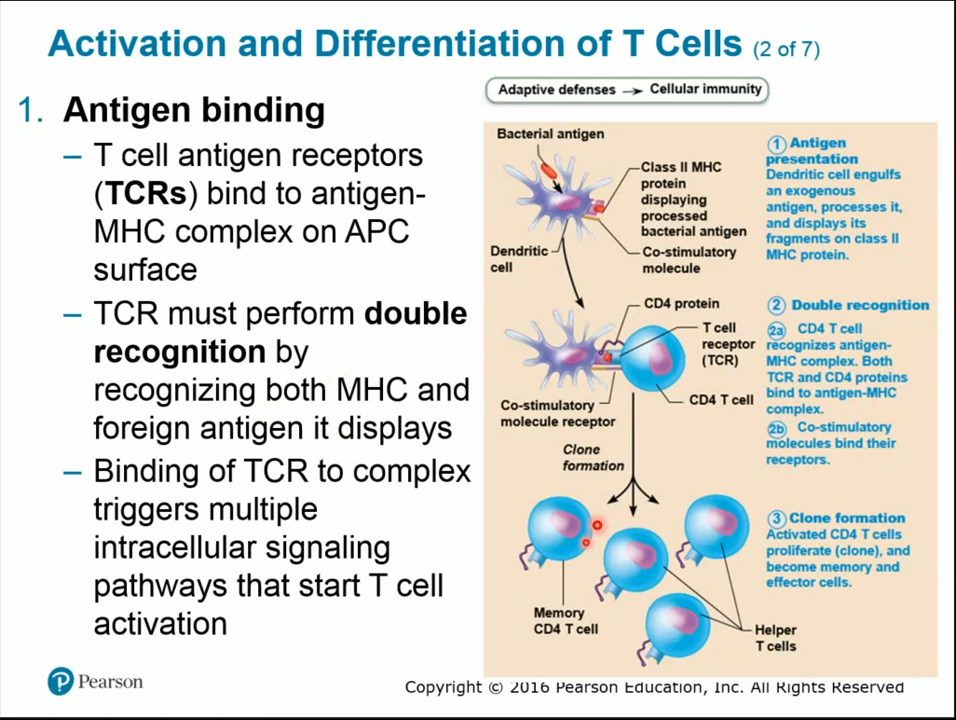 Activation and Differentiation of T Cells (2 of 7)
1. Antigen binding
– T cell antigen receptors
(TCRs) bind to antigen-
MHC complex on APC
surface
– TCR must perform double
recognition by
recognizing both MHC and
foreign antigen it displays
– Binding of TCR to complex
triggers multiple
intracellular signaling
pathways that start T cell
activation
Adaptive defenses → Cellular immunity
Bacterial antigen
Class II MHC
protein
displaying
processed
bacterial antigen
Dendritic
cell
Co-stimulatory
molecule
1 Antigen
presentation
Dendritic cell engulfs
an exogenous
antigen, processes it,
and displays its
fragments on class II
MHC protein.
CD4 protein
T cell
receptor
(TCR)
CD4 T cell
Co-stimulatory
molecule receptor
2 Double recognition
2a CD4 T cell
recognizes antigen-
MHC complex. Both
TCR and CD4 proteins
bind to antigen-MHC
complex.
2b Co-stimulatory
molecules bind their
receptors.
Clone
formation
3 Clone formation
Activated CD4 T cells
proliferate (clone), and
become memory and
effector cells.
Memory
CD4 T cell
Helper
T cells
P Pearson
Copyright © 2016 Pearson Education, Inc. All Rights Reserved